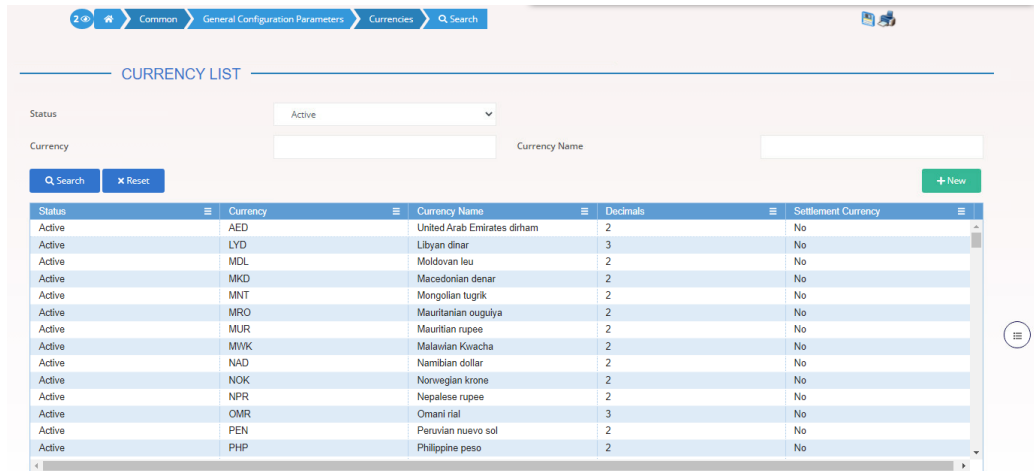 2 Common General Configuration Parameters Currencies Search
CURRENCY LIST
Status Active
Currency Currency Name
Search Reset New
Status Currency Currency Name Decimals Settlement Currency
Active AED United Arab Emirates dirham 2 No
Active LYD Libyan dinar 3 No
Active MDL Moldovan leu 2 No
Active MKD Macedonian denar 2 No
Active MNT Mongolian tugrik 2 No
Active MRO Mauritanian ouguiya 2 No
Active MUR Mauritian rupee 2 No
Active MWK Malawian Kwacha 2 No
Active NAD Namibian dollar 2 No
Active NOK Norwegian krone 2 No
Active NPR Nepalese rupee 2 No
Active OMR Omani rial 3 No
Active PEN Peruvian nuevo sol 2 No
Active PHP Philippine peso 2 No